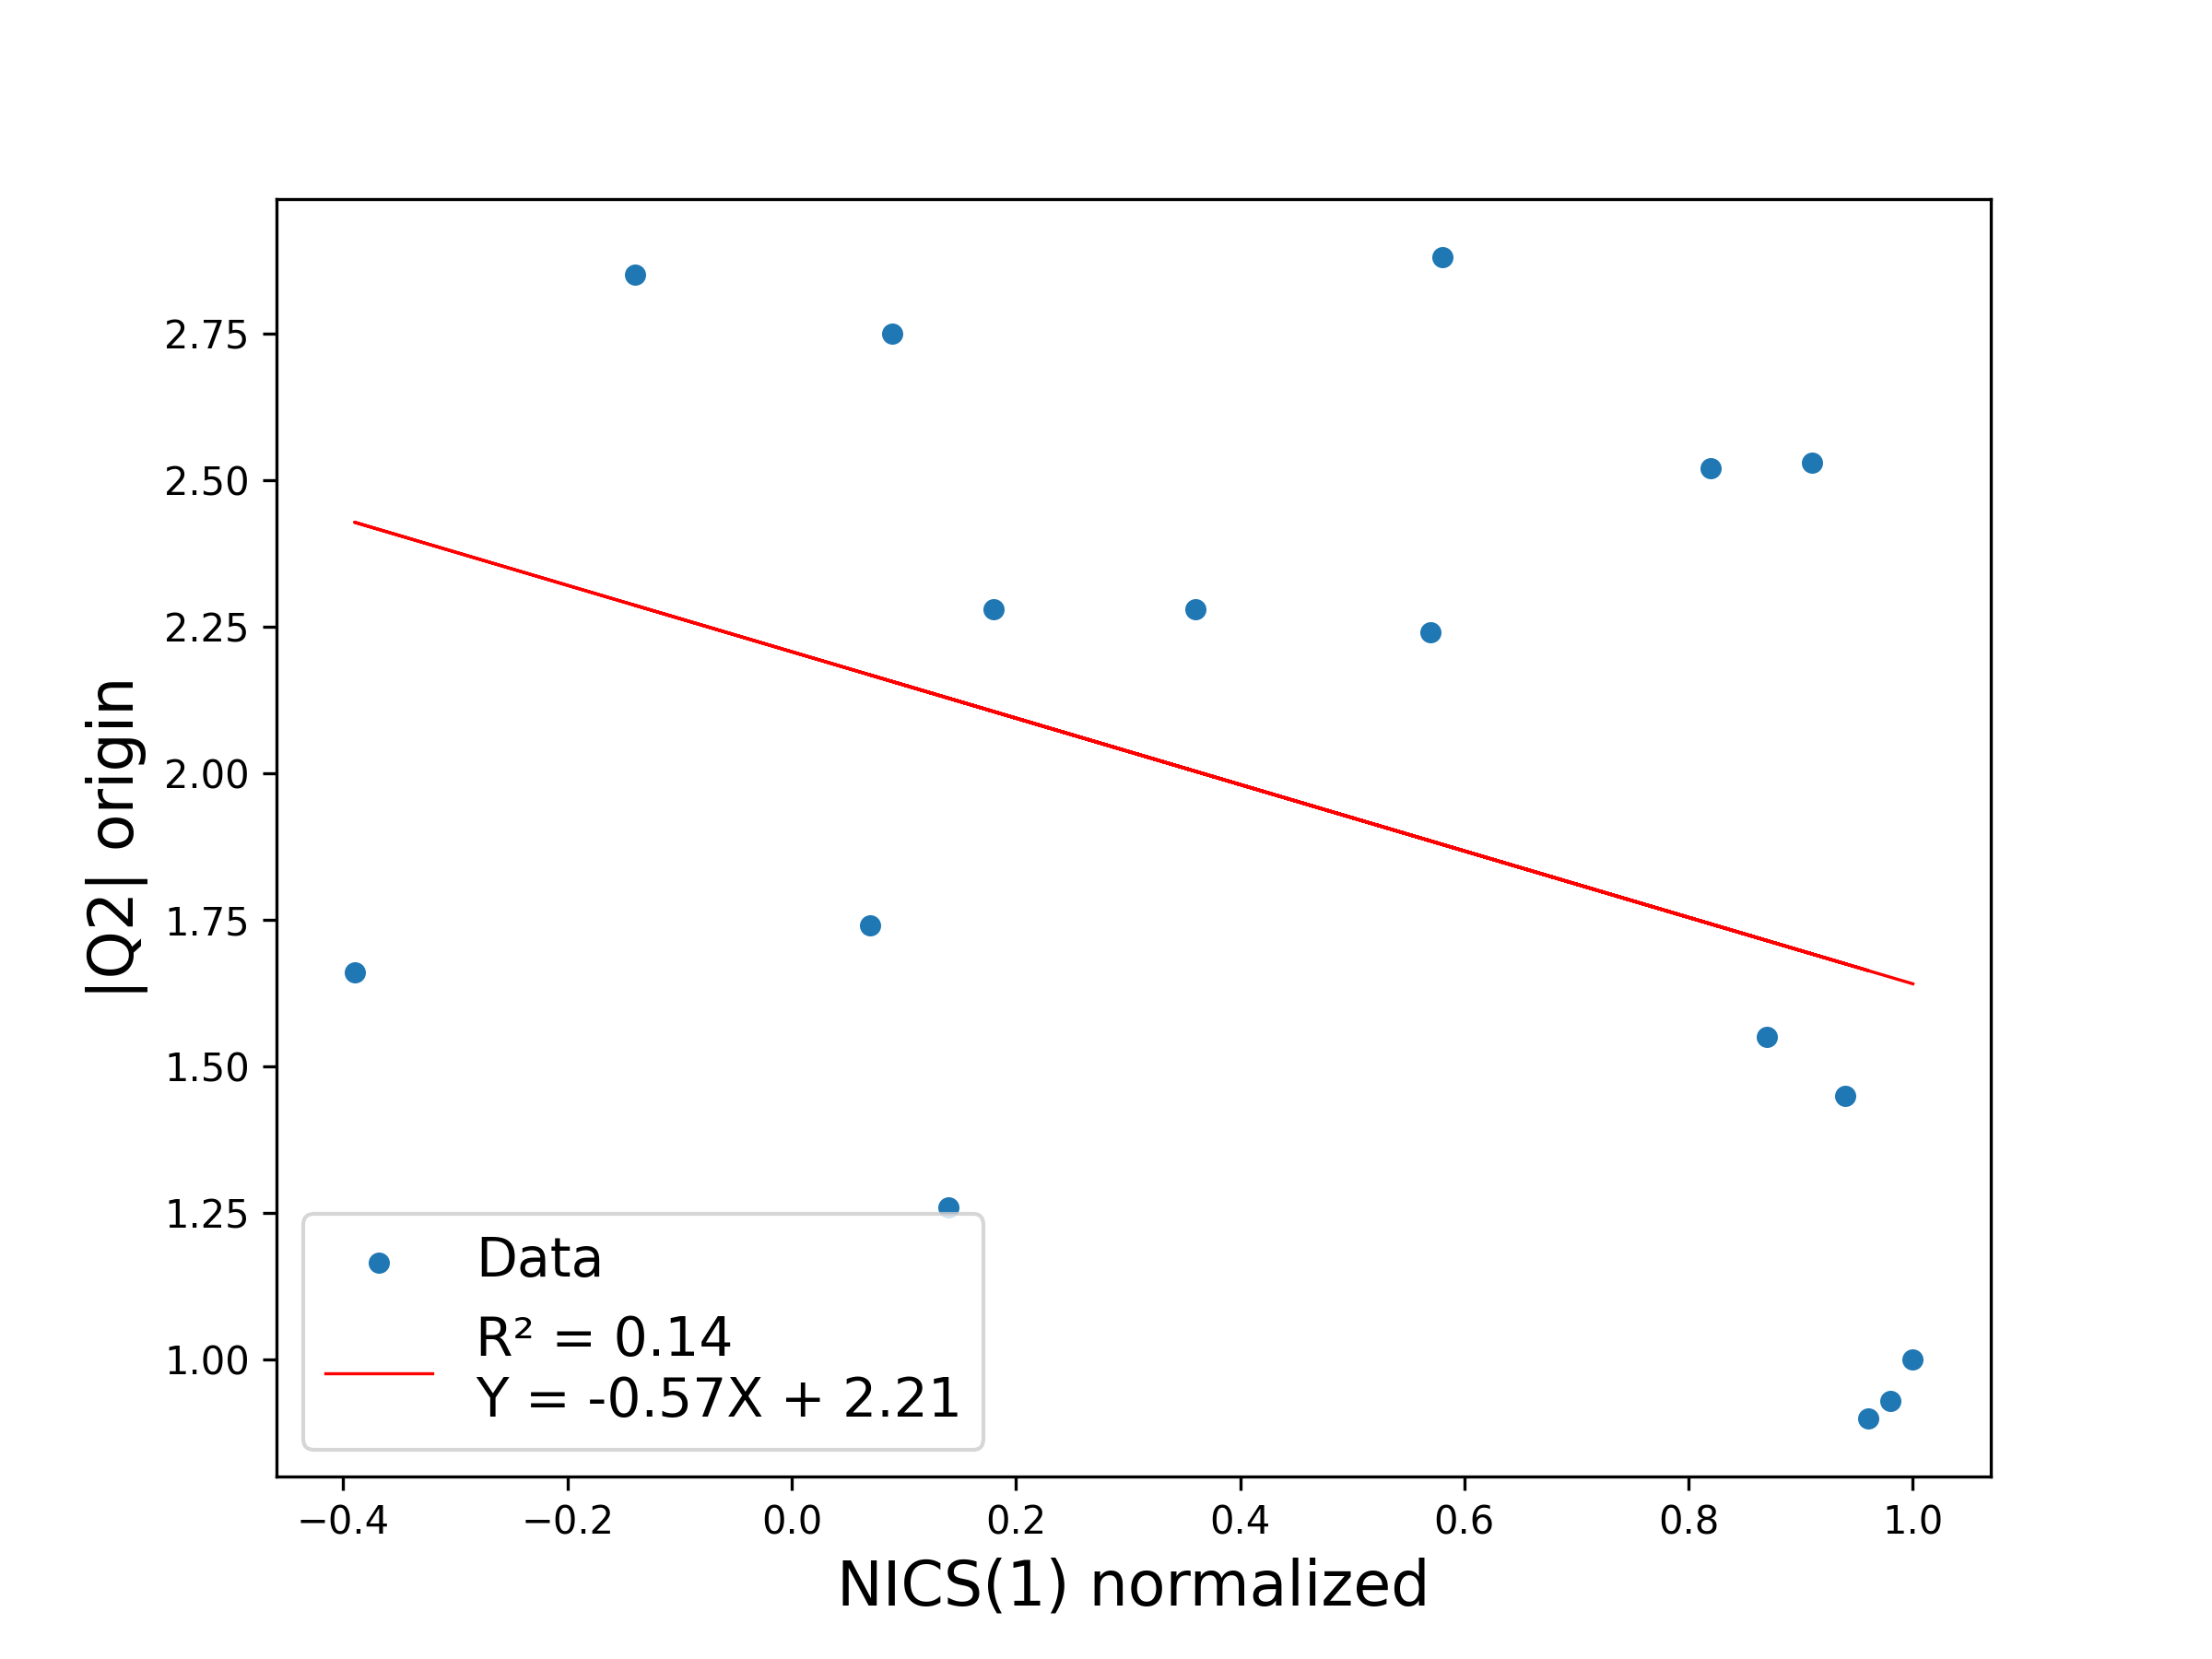 2.75
2.50
2.25
2.00
1.75
1.50
1.25
1.00
|Q2| origin
Data
R² = 0.14
Y = -0.57X + 2.21
−0.4 −0.2 0.0 0.2 0.4 0.6 0.8 1.0
NICS(1) normalized